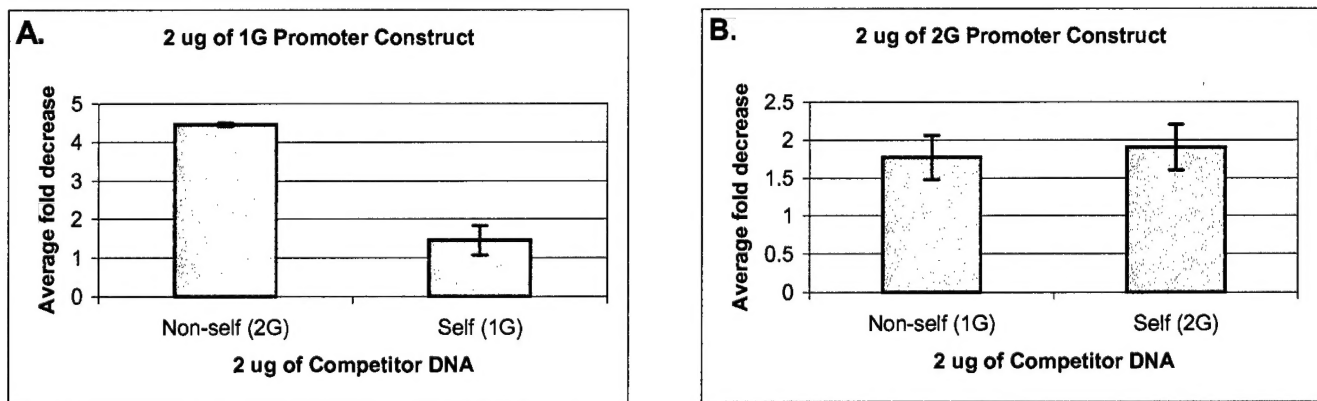 A.
2 ug of 1G Promoter Construct
Average fold decrease
5
4
3
2
1
0
Non-self (2G) Self (1G)
2 ug of Competitor DNA
B.
2 ug of 2G Promoter Construct
Average fold decrease
2.5
2
1.5
1
0.5
0
Non-self (1G) Self (2G)
2 ug of Competitor DNA